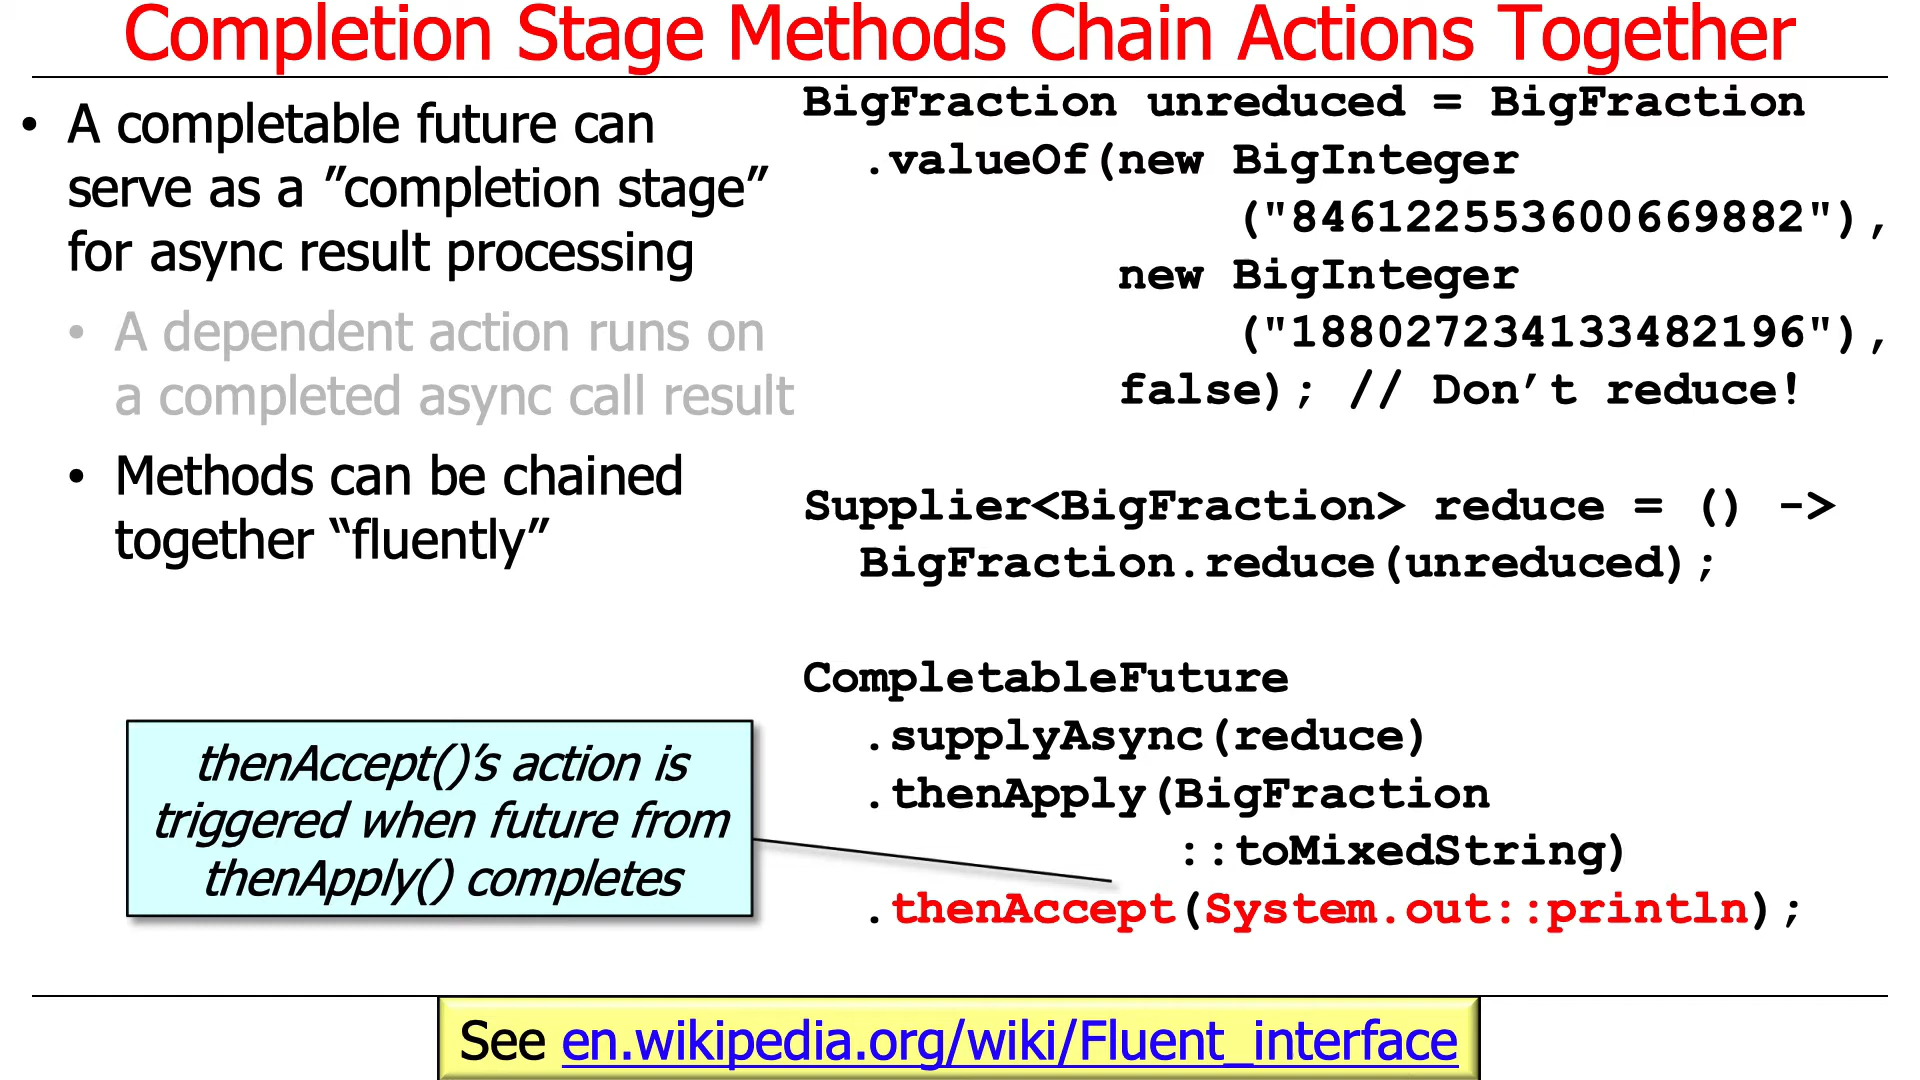 Completion Stage Methods Chain Actions Together
• A completable future can
serve as a ”completion stage”
for async result processing
• A dependent action runs on
a completed async call result
• Methods can be chained
together “fluently”
BigFraction unreduced = BigFraction
.valueOf(new BigInteger
("846122553600669882"),
new BigInteger
("188027234133482196"),
false); // Don’t reduce!
Supplier<BigFraction> reduce = () ->
BigFraction.reduce(unreduced);
CompletableFuture
.supplyAsync(reduce)
.thenApply(BigFraction
::toMixedString)
.thenAccept(System.out::println);
thenAccept()’s action is
triggered when future from
thenApply() completes
See en.wikipedia.org/wiki/Fluent_interface